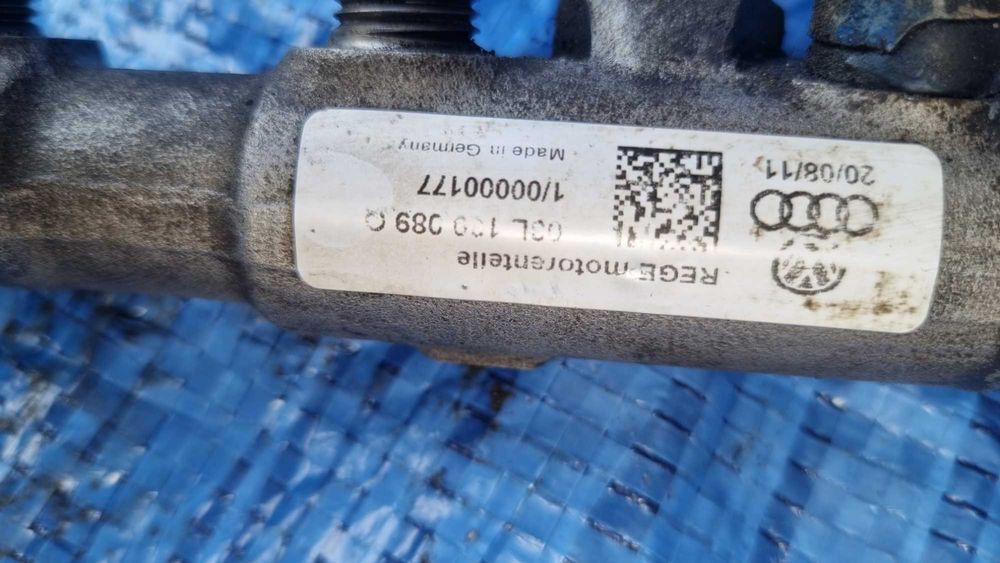 REGE motorenteile
03L 130 089 Q
1/00000177
Made in Germany
20/08/11